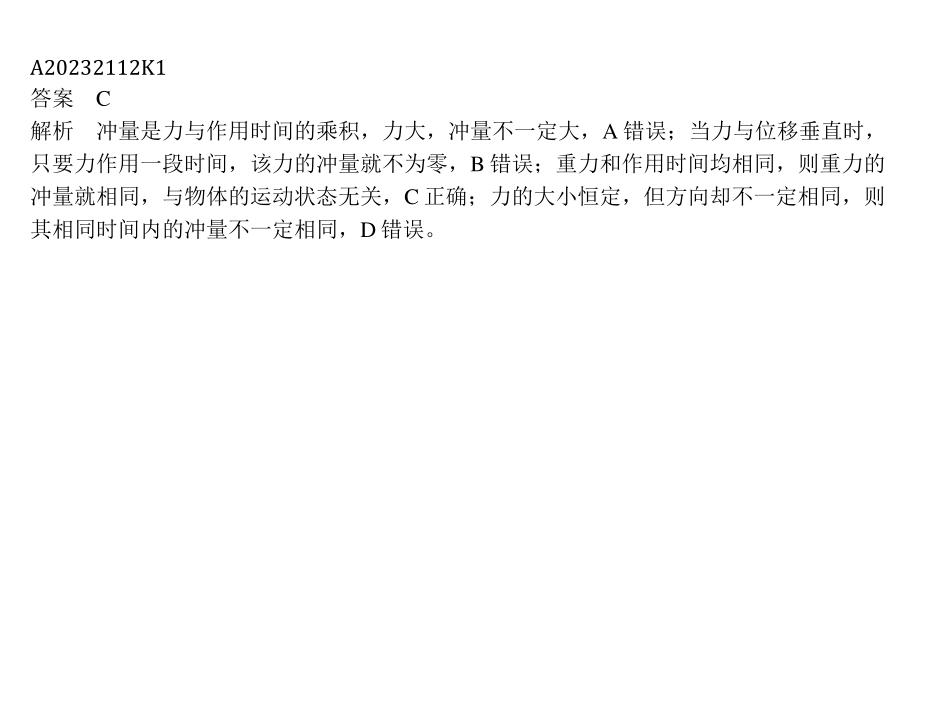 A20232112K1
答案　C
解析　冲量是力与作用时间的乘积，力大，冲量不一定大，A 错误；当力与位移垂直时，
只要力作用一段时间，该力的冲量就不为零，B 错误；重力和作用时间均相同，则重力的
冲量就相同，与物体的运动状态无关，C 正确；力的大小恒定，但方向却不一定相同，则
其相同时间内的冲量不一定相同，D 错误。